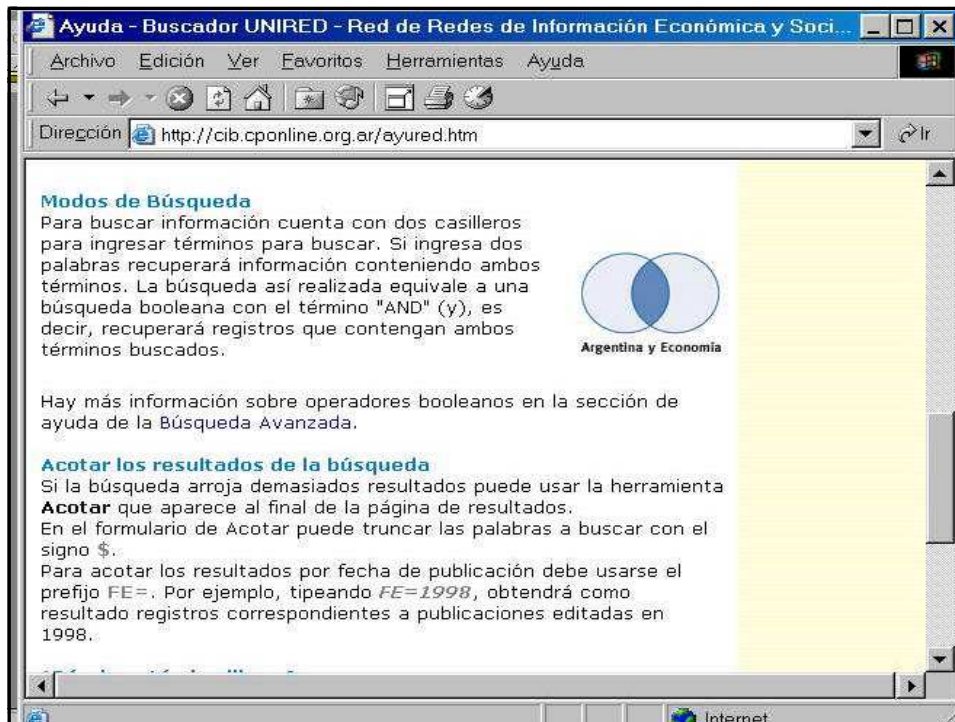 Ayuda - Buscador UNIRED - Red de Redes de Información Económica y Soci...
Archivo Edición Ver Favoritos Herramientas Ayuda
Dirección http://cib.cponline.org.ar/ayured.htm Ir
Modos de Búsqueda
Para buscar información cuenta con dos casilleros
para ingresar términos para buscar. Si ingresa dos
palabras recuperará información conteniendo ambos
términos. La búsqueda así realizada equivale a una
búsqueda booleana con el término "AND" (y), es
decir, recuperará registros que contengan ambos
términos buscados.
Argentina y Economía
Hay más información sobre operadores booleanos en la sección de
ayuda de la Búsqueda Avanzada.
Acotar los resultados de la búsqueda
Si la búsqueda arroja demasiados resultados puede usar la herramienta
Acotar que aparece al final de la página de resultados.
En el formulario de Acotar puede truncar las palabras a buscar con el
signo $.
Para acotar los resultados por fecha de publicación debe usarse el
prefijo FE=. Por ejemplo, tipeando FE=1998, obtendrá como
resultado registros correspondientes a publicaciones editadas en
1998.
Internet